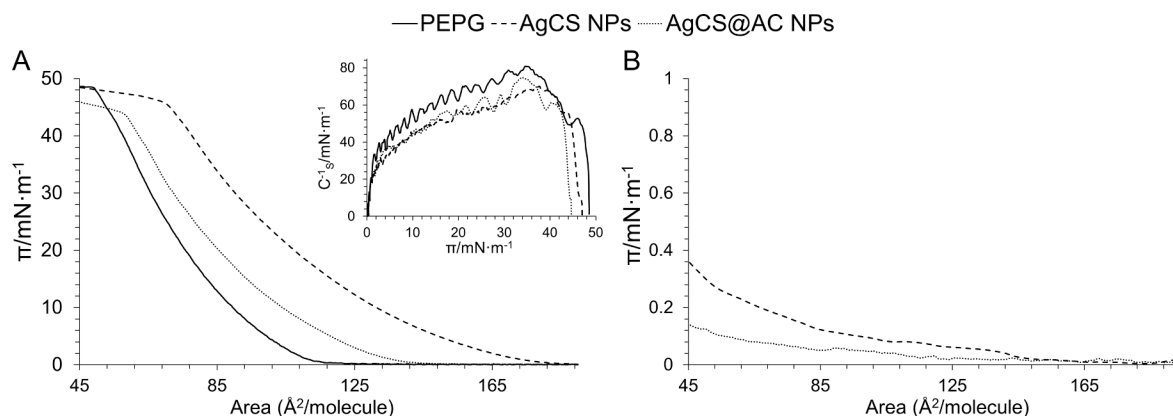 PEPG AgCS NPs AgCS@AC NPs
A
B
50
40
30
20
10
0
π/mN·m⁻¹
45 85 125 165
Area (Å²/molecule)
80
60
40
20
0
C⁻¹ₛ/mN·m⁻¹
0 10 20 30 40 50
π/mN·m⁻¹
1
0.8
0.6
0.4
0.2
0
π/mN·m⁻¹
45 85 125 165
Area (Å²/molecule)